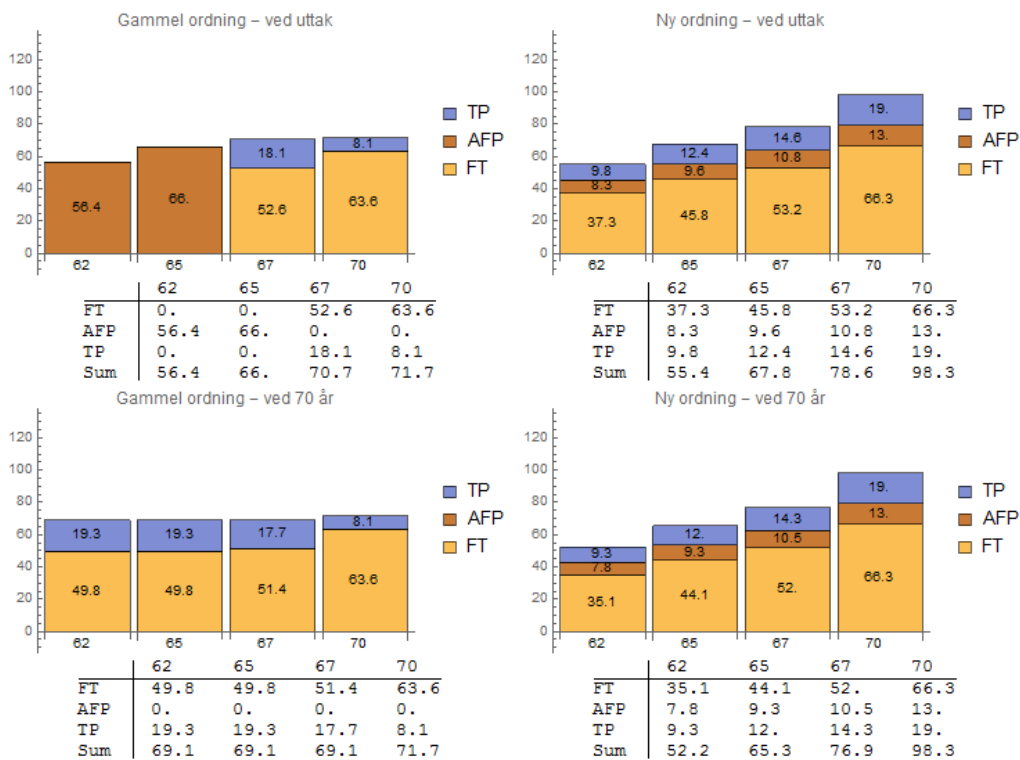 Gammel ordning – ved uttak
120
100
80
60
40
20
0
56.4
66.
18.1
52.6
8.1
63.6
62 65 67 70
TP
AFP
FT
62 65 67 70
FT 0. 0. 52.6 63.6
AFP 56.4 66. 0. 0.
TP 0. 0. 18.1 8.1
Sum 56.4 66. 70.7 71.7
Ny ordning – ved uttak
120
100
80
60
40
20
0
9.8
8.3
37.3
12.4
9.6
45.8
14.6
10.8
53.2
19.
13.
66.3
62 65 67 70
TP
AFP
FT
62 65 67 70
FT 37.3 45.8 53.2 66.3
AFP 8.3 9.6 10.8 13.
TP 9.8 12.4 14.6 19.
Sum 55.4 67.8 78.6 98.3
Gammel ordning – ved 70 år
120
100
80
60
40
20
0
19.3
49.8
19.3
49.8
17.7
51.4
8.1
63.6
62 65 67 70
TP
AFP
FT
62 65 67 70
FT 49.8 49.8 51.4 63.6
AFP 0. 0. 0. 0.
TP 19.3 19.3 17.7 8.1
Sum 69.1 69.1 69.1 71.7
Ny ordning – ved 70 år
120
100
80
60
40
20
0
9.3
7.8
35.1
12.
9.3
44.1
14.3
10.5
52.
19.
13.
66.3
62 65 67 70
TP
AFP
FT
62 65 67 70
FT 35.1 44.1 52. 66.3
AFP 7.8 9.3 10.5 13.
TP 9.3 12. 14.3 19.
Sum 52.2 65.3 76.9 98.3